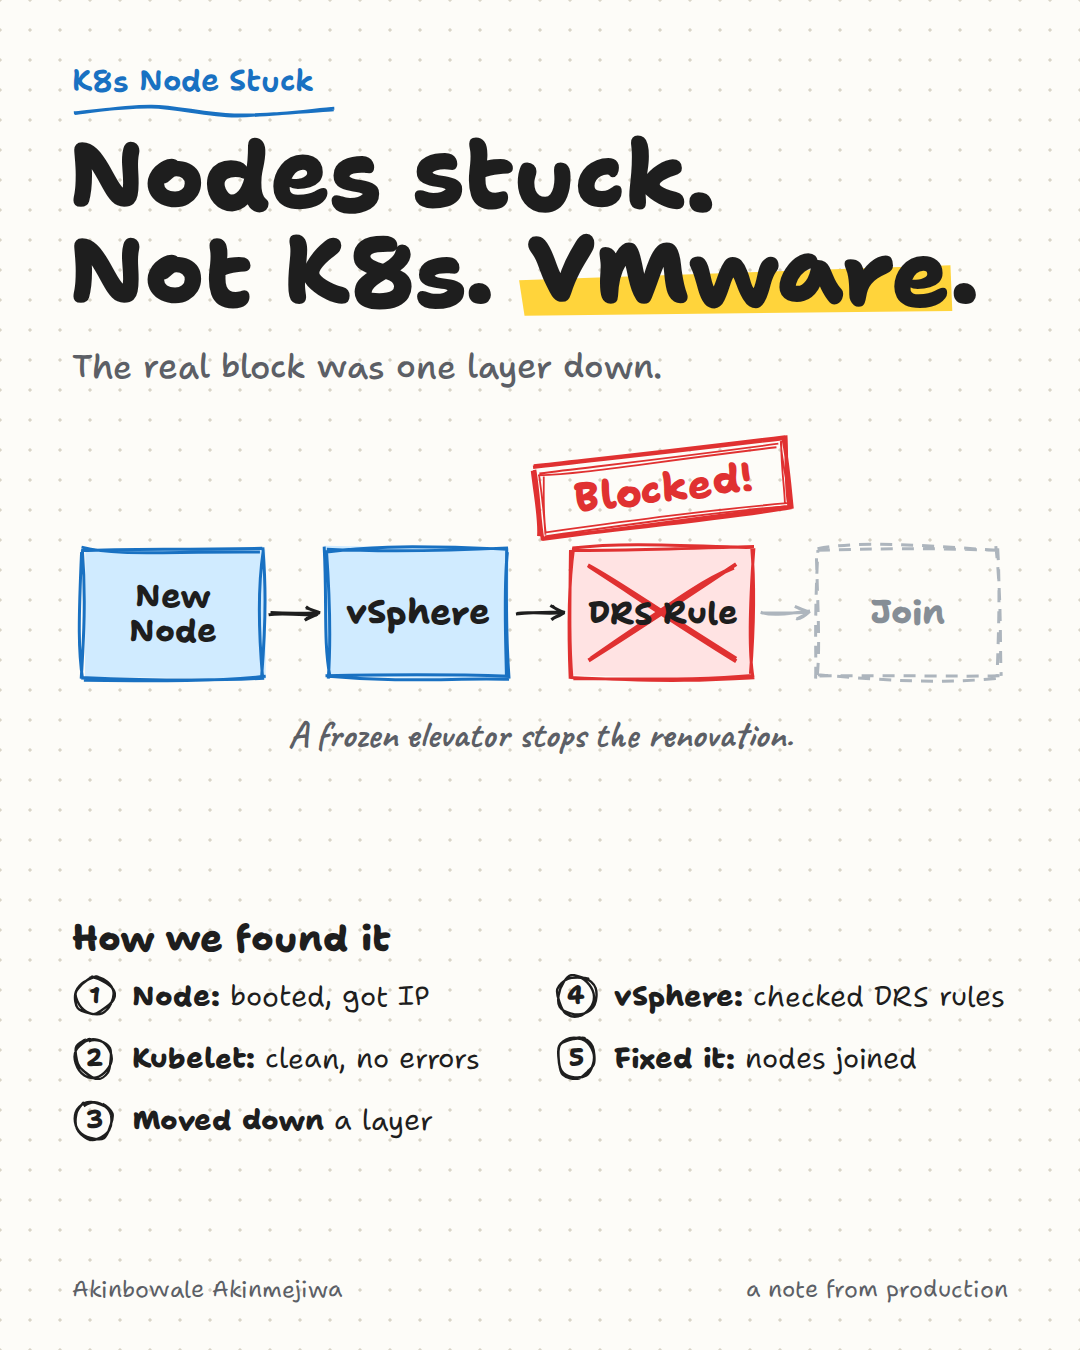 K8s Node Stuck
Nodes stuck.
Not K8s. VMware.
The real block was one layer down.
Blocked!
New
Node
vSphere
DRS Rule
Join
A frozen elevator stops the renovation.
How we found it
1 Node: booted, got IP
2 Kubelet: clean, no errors
3 Moved down a layer
4 vSphere: checked DRS rules
5 Fixed it: nodes joined
Akinbowale Akinmejiwa
a note from production